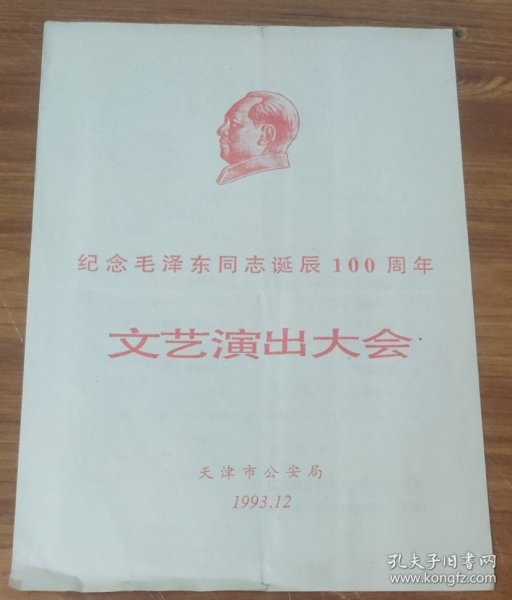 纪念毛泽东同志诞辰100周年
文艺演出大会
天津市公安局
1993.12
孔夫子旧书网
www.kongfz.com